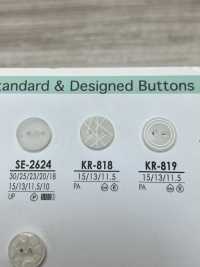 tandard & Designed Buttons
SE-2624
30/25/23/20/18
15/13/11.5/10
UP
KR-818
15/13/11.5
PA
KR-819
15/13/11.5
PA